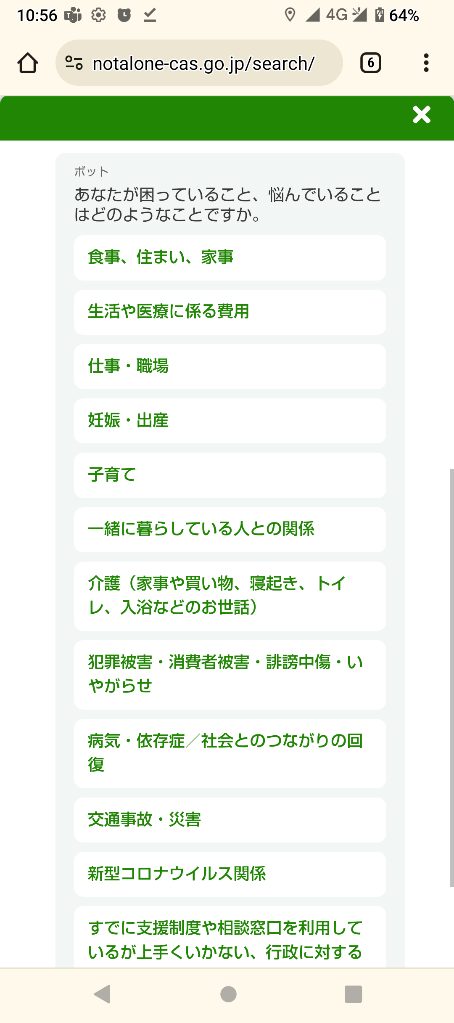 10:56 4G 64%
notalone-cas.go.jp/search/ 6
ボット
あなたが困っていること、悩んでいること
はどのようなことですか。
食事、住まい、家事
生活や医療に係る費用
仕事・職場
妊娠・出産
子育て
一緒に暮らしている人との関係
介護（家事や買い物、寝起き、トイ
レ、入浴などのお世話）
犯罪被害・消費者被害・誹謗中傷・い
やがらせ
病気・依存症／社会とのつながりの回
復
交通事故・災害
新型コロナウイルス関係
すでに支援制度や相談窓口を利用して
いるが上手くいかない、行政に対する